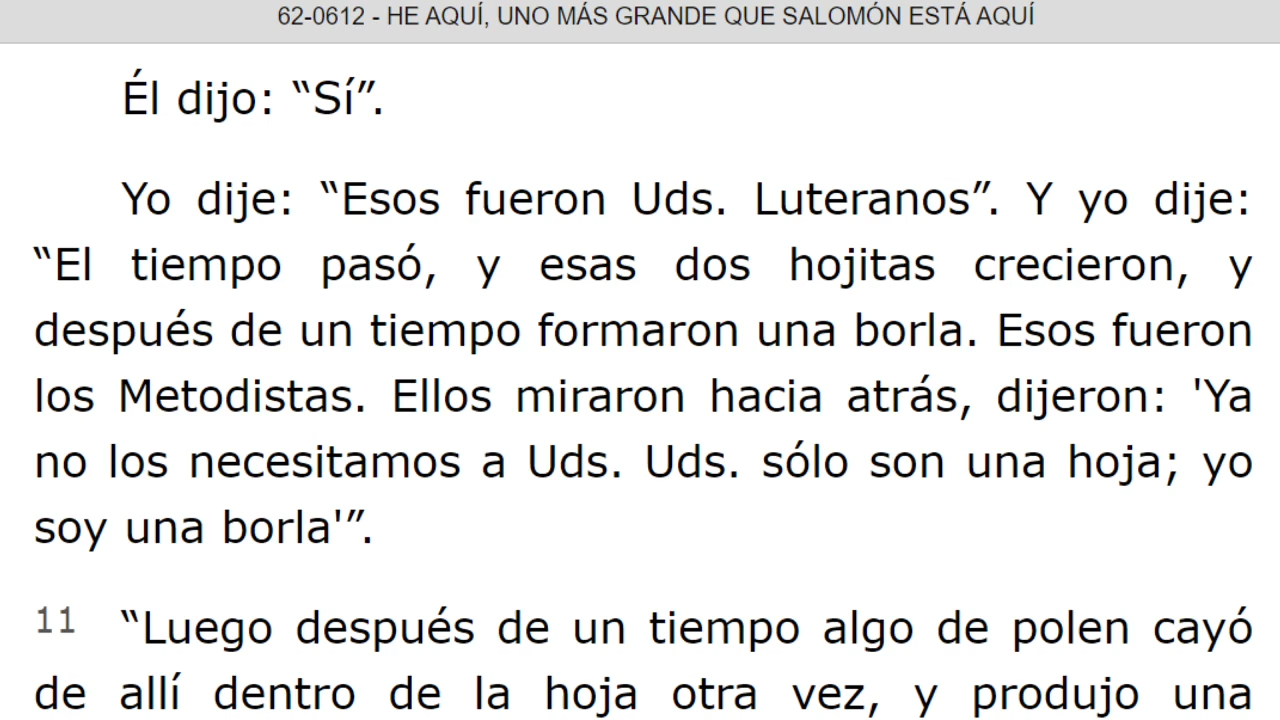 62-0612 - HE AQUÍ, UNO MÁS GRANDE QUE SALOMÓN ESTÁ AQUÍ
Él dijo: “Sí”.
Yo dije: “Esos fueron Uds. Luteranos”. Y yo dije:
“El tiempo pasó, y esas dos hojitas crecieron, y
después de un tiempo formaron una borla. Esos fueron
los Metodistas. Ellos miraron hacia atrás, dijeron: 'Ya
no los necesitamos a Uds. Uds. sólo son una hoja; yo
soy una borla'”.
11 “Luego después de un tiempo algo de polen cayó
de allí dentro de la hoja otra vez, y produjo una